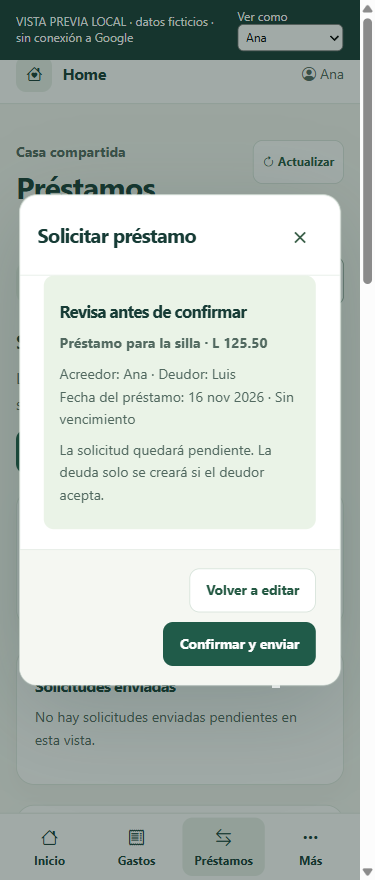 VISTA PREVIA LOCAL · datos ficticios ·
sin conexión a Google
Ver como
Ana
Home
Ana
Casa compartida
Préstamos
Actualizar
Solicitar préstamo
Revisa antes de confirmar
Préstamo para la silla · L 125.50
Acreedor: Ana · Deudor: Luis
Fecha del préstamo: 16 nov 2026 · Sin
vencimiento
La solicitud quedará pendiente. La
deuda solo se creará si el deudor
acepta.
Volver a editar
Confirmar y enviar
Solicitudes enviadas
No hay solicitudes enviadas pendientes en
esta vista.
Inicio
Gastos
Préstamos
Más